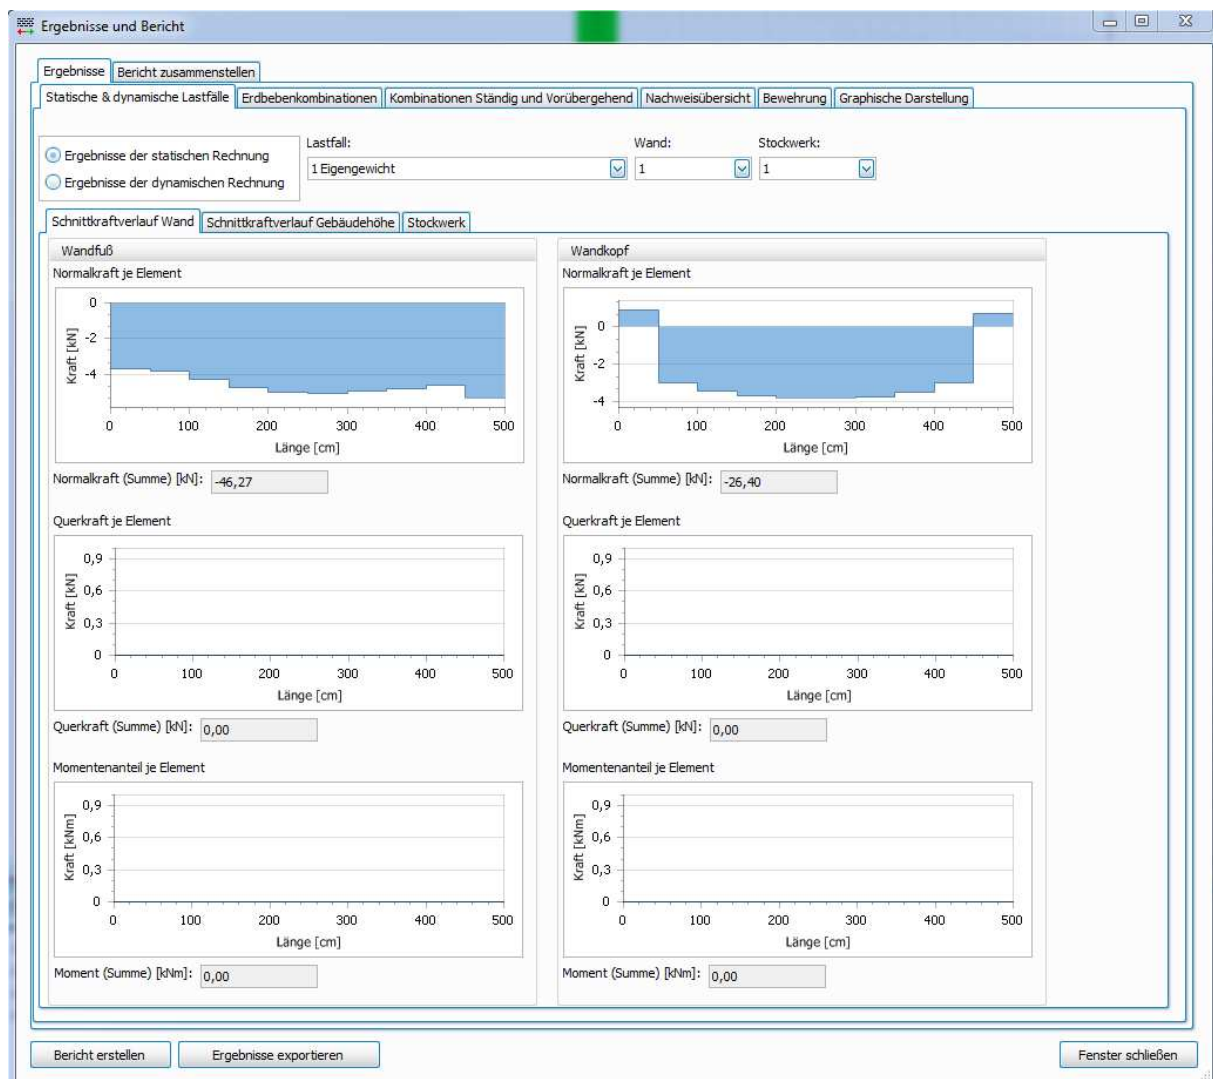 Ergebnisse und Bericht
Ergebnisse Bericht zusammenstellen
Statische & dynamische Lastfälle Erdbebenkombinationen Kombinationen Ständig und Vorübergehend Nachweisübersicht Bewehrung Graphische Darstellung
Lastfall: Wand: Stockwerk:
Ergebnisse der statischen Rechnung
1 Eigengewicht 1 1
Ergebnisse der dynamischen Rechnung
Schnittkraftverlauf Wand Schnittkraftverlauf Gebäudehöhe Stockwerk
Wandfuß
Normalkraft je Element
Kraft [kN]
0
-2
-4
0 100 200 300 400 500
Länge [cm]
Normalkraft (Summe) [kN]: -46,27
Querkraft je Element
Kraft [kN]
0,9
0,6
0,3
0
0 100 200 300 400 500
Länge [cm]
Querkraft (Summe) [kN]: 0,00
Momentenanteil je Element
Kraft [kNm]
0,9
0,6
0,3
0
0 100 200 300 400 500
Länge [cm]
Moment (Summe) [kNm]: 0,00
Wandkopf
Normalkraft je Element
Kraft [kN]
0
-2
-4
0 100 200 300 400 500
Länge [cm]
Normalkraft (Summe) [kN]: -26,40
Querkraft je Element
Kraft [kN]
0,9
0,6
0,3
0
0 100 200 300 400 500
Länge [cm]
Querkraft (Summe) [kN]: 0,00
Momentenanteil je Element
Kraft [kNm]
0,9
0,6
0,3
0
0 100 200 300 400 500
Länge [cm]
Moment (Summe) [kNm]: 0,00
Bericht erstellen Ergebnisse exportieren Fenster schließen